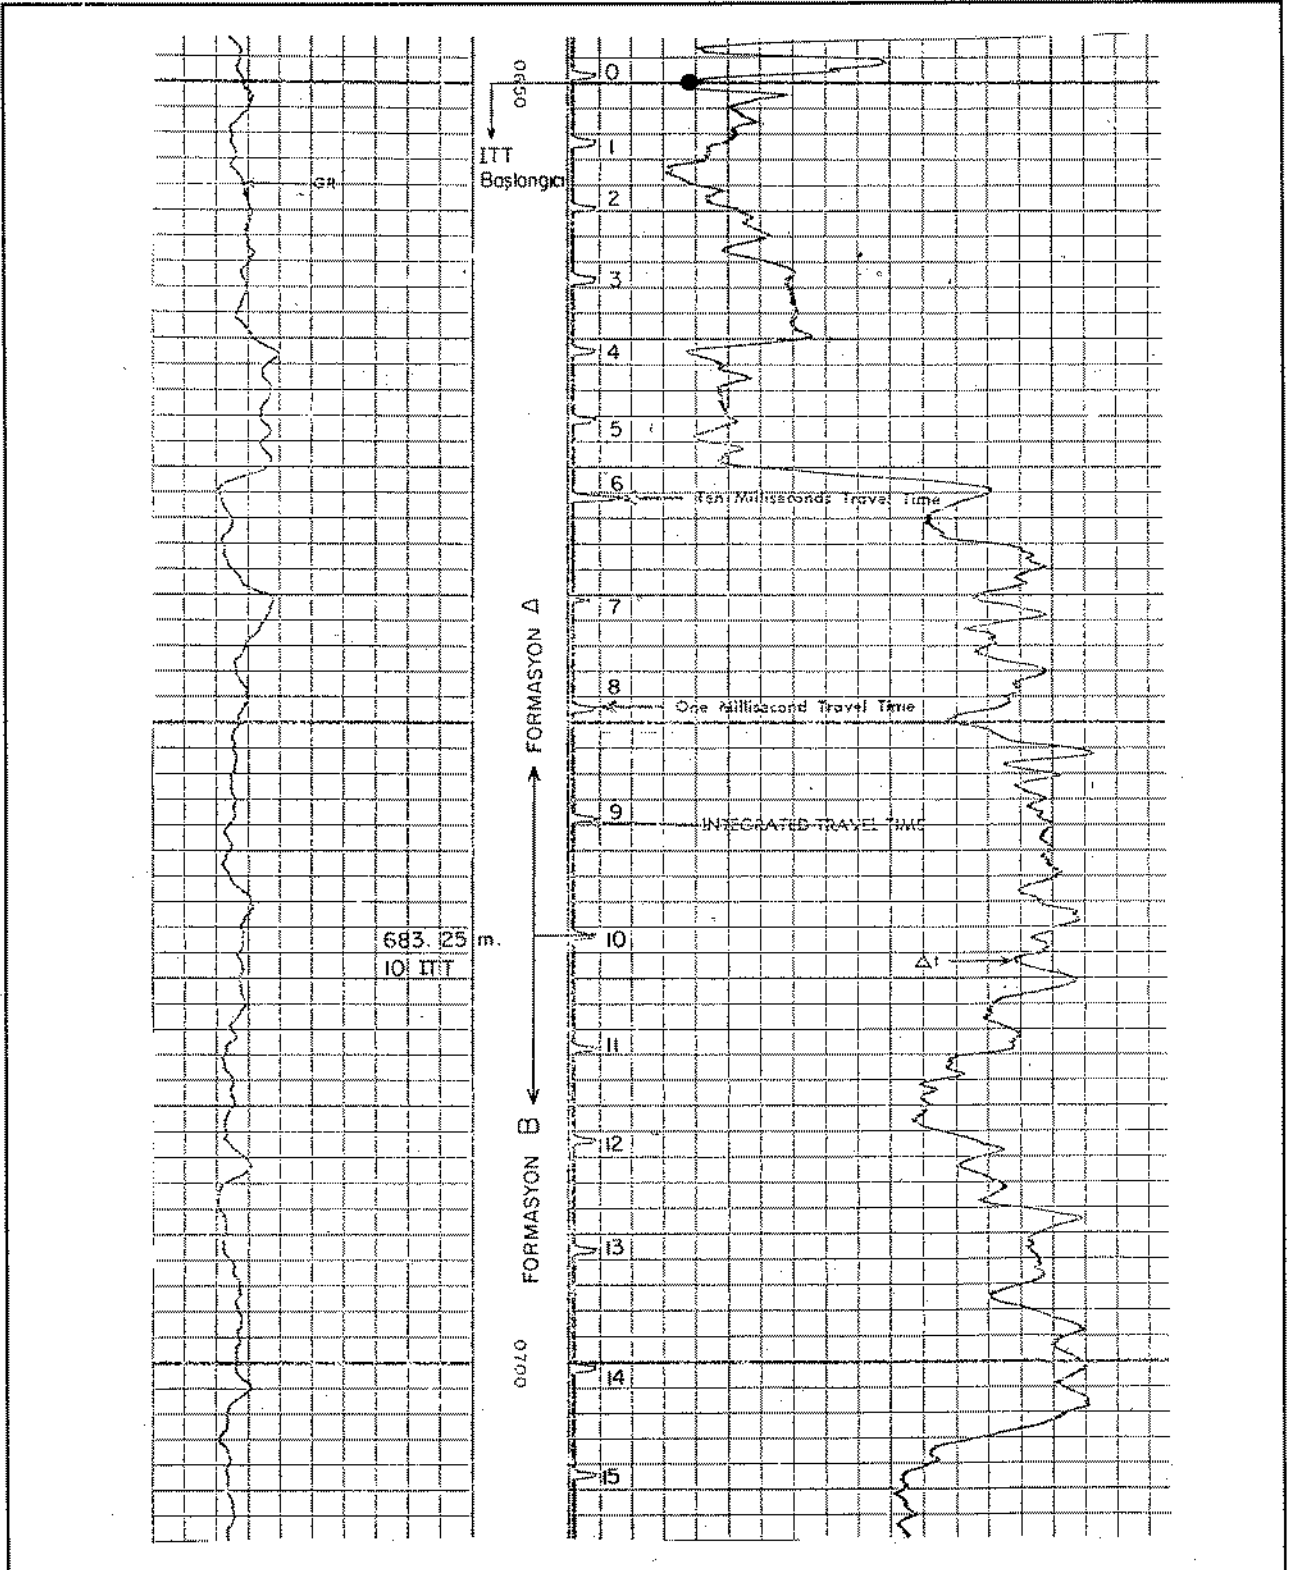 0650
0
ITT
Başlangıcı
1
GR
2
3
4
5
6
Ten Milliseconds Travel Time
7
FORMASYON A
8
One Millisecond Travel Time
9
INTEGRATED TRAVEL TIME
683.25 m.
10 ITT
10
Δt
11
FORMASYON B
12
13
0700
14
15